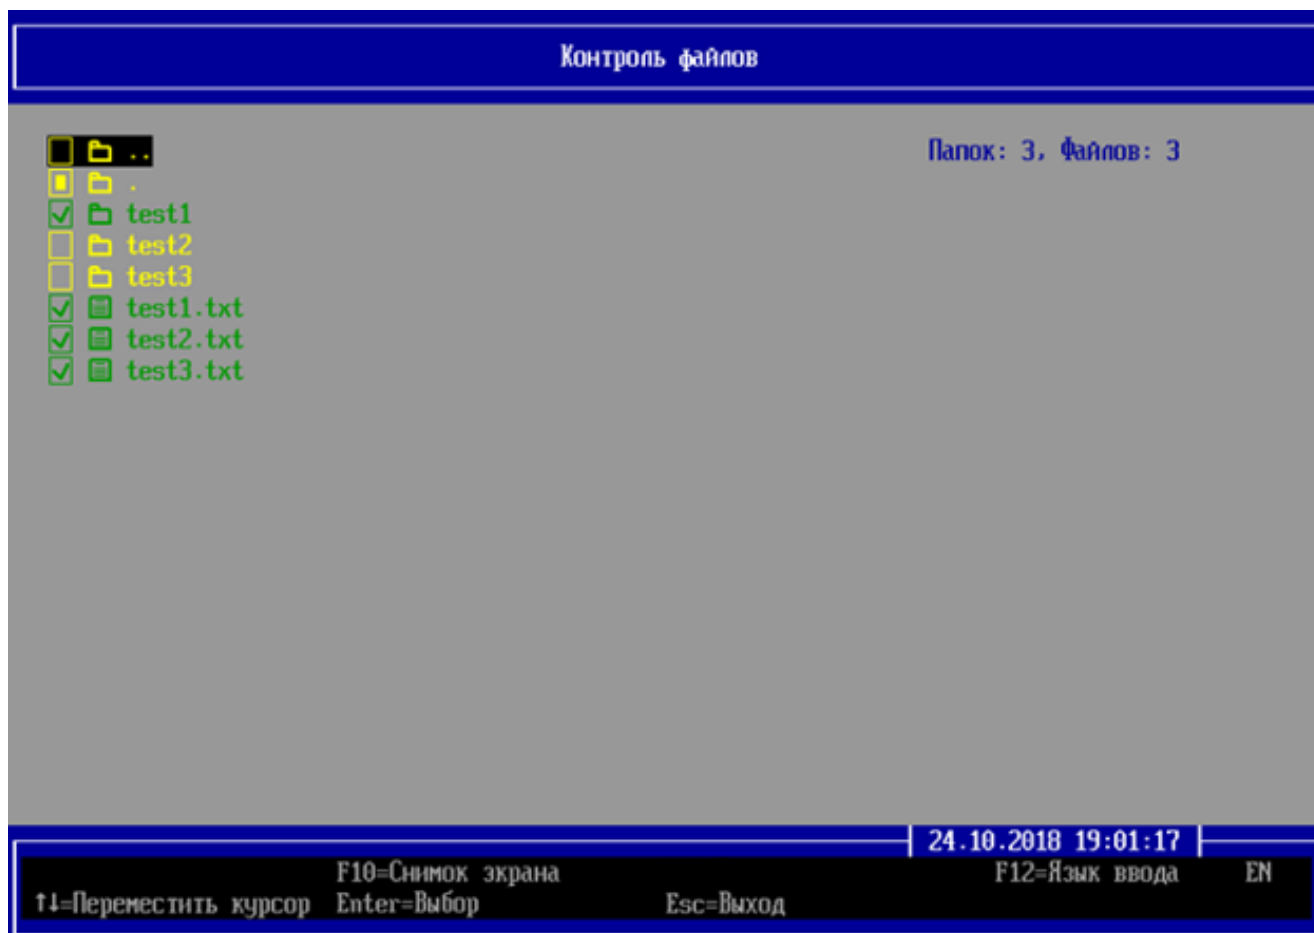 Контроль файлов
..
Папок: 3, Файлов: 3
.
test1
test2
test3
test1.txt
test2.txt
test3.txt
24.10.2018 19:01:17
F10=Снимок экрана F12=Язык ввода EN
↑↓=Переместить курсор Enter=Выбор Esc=Выход